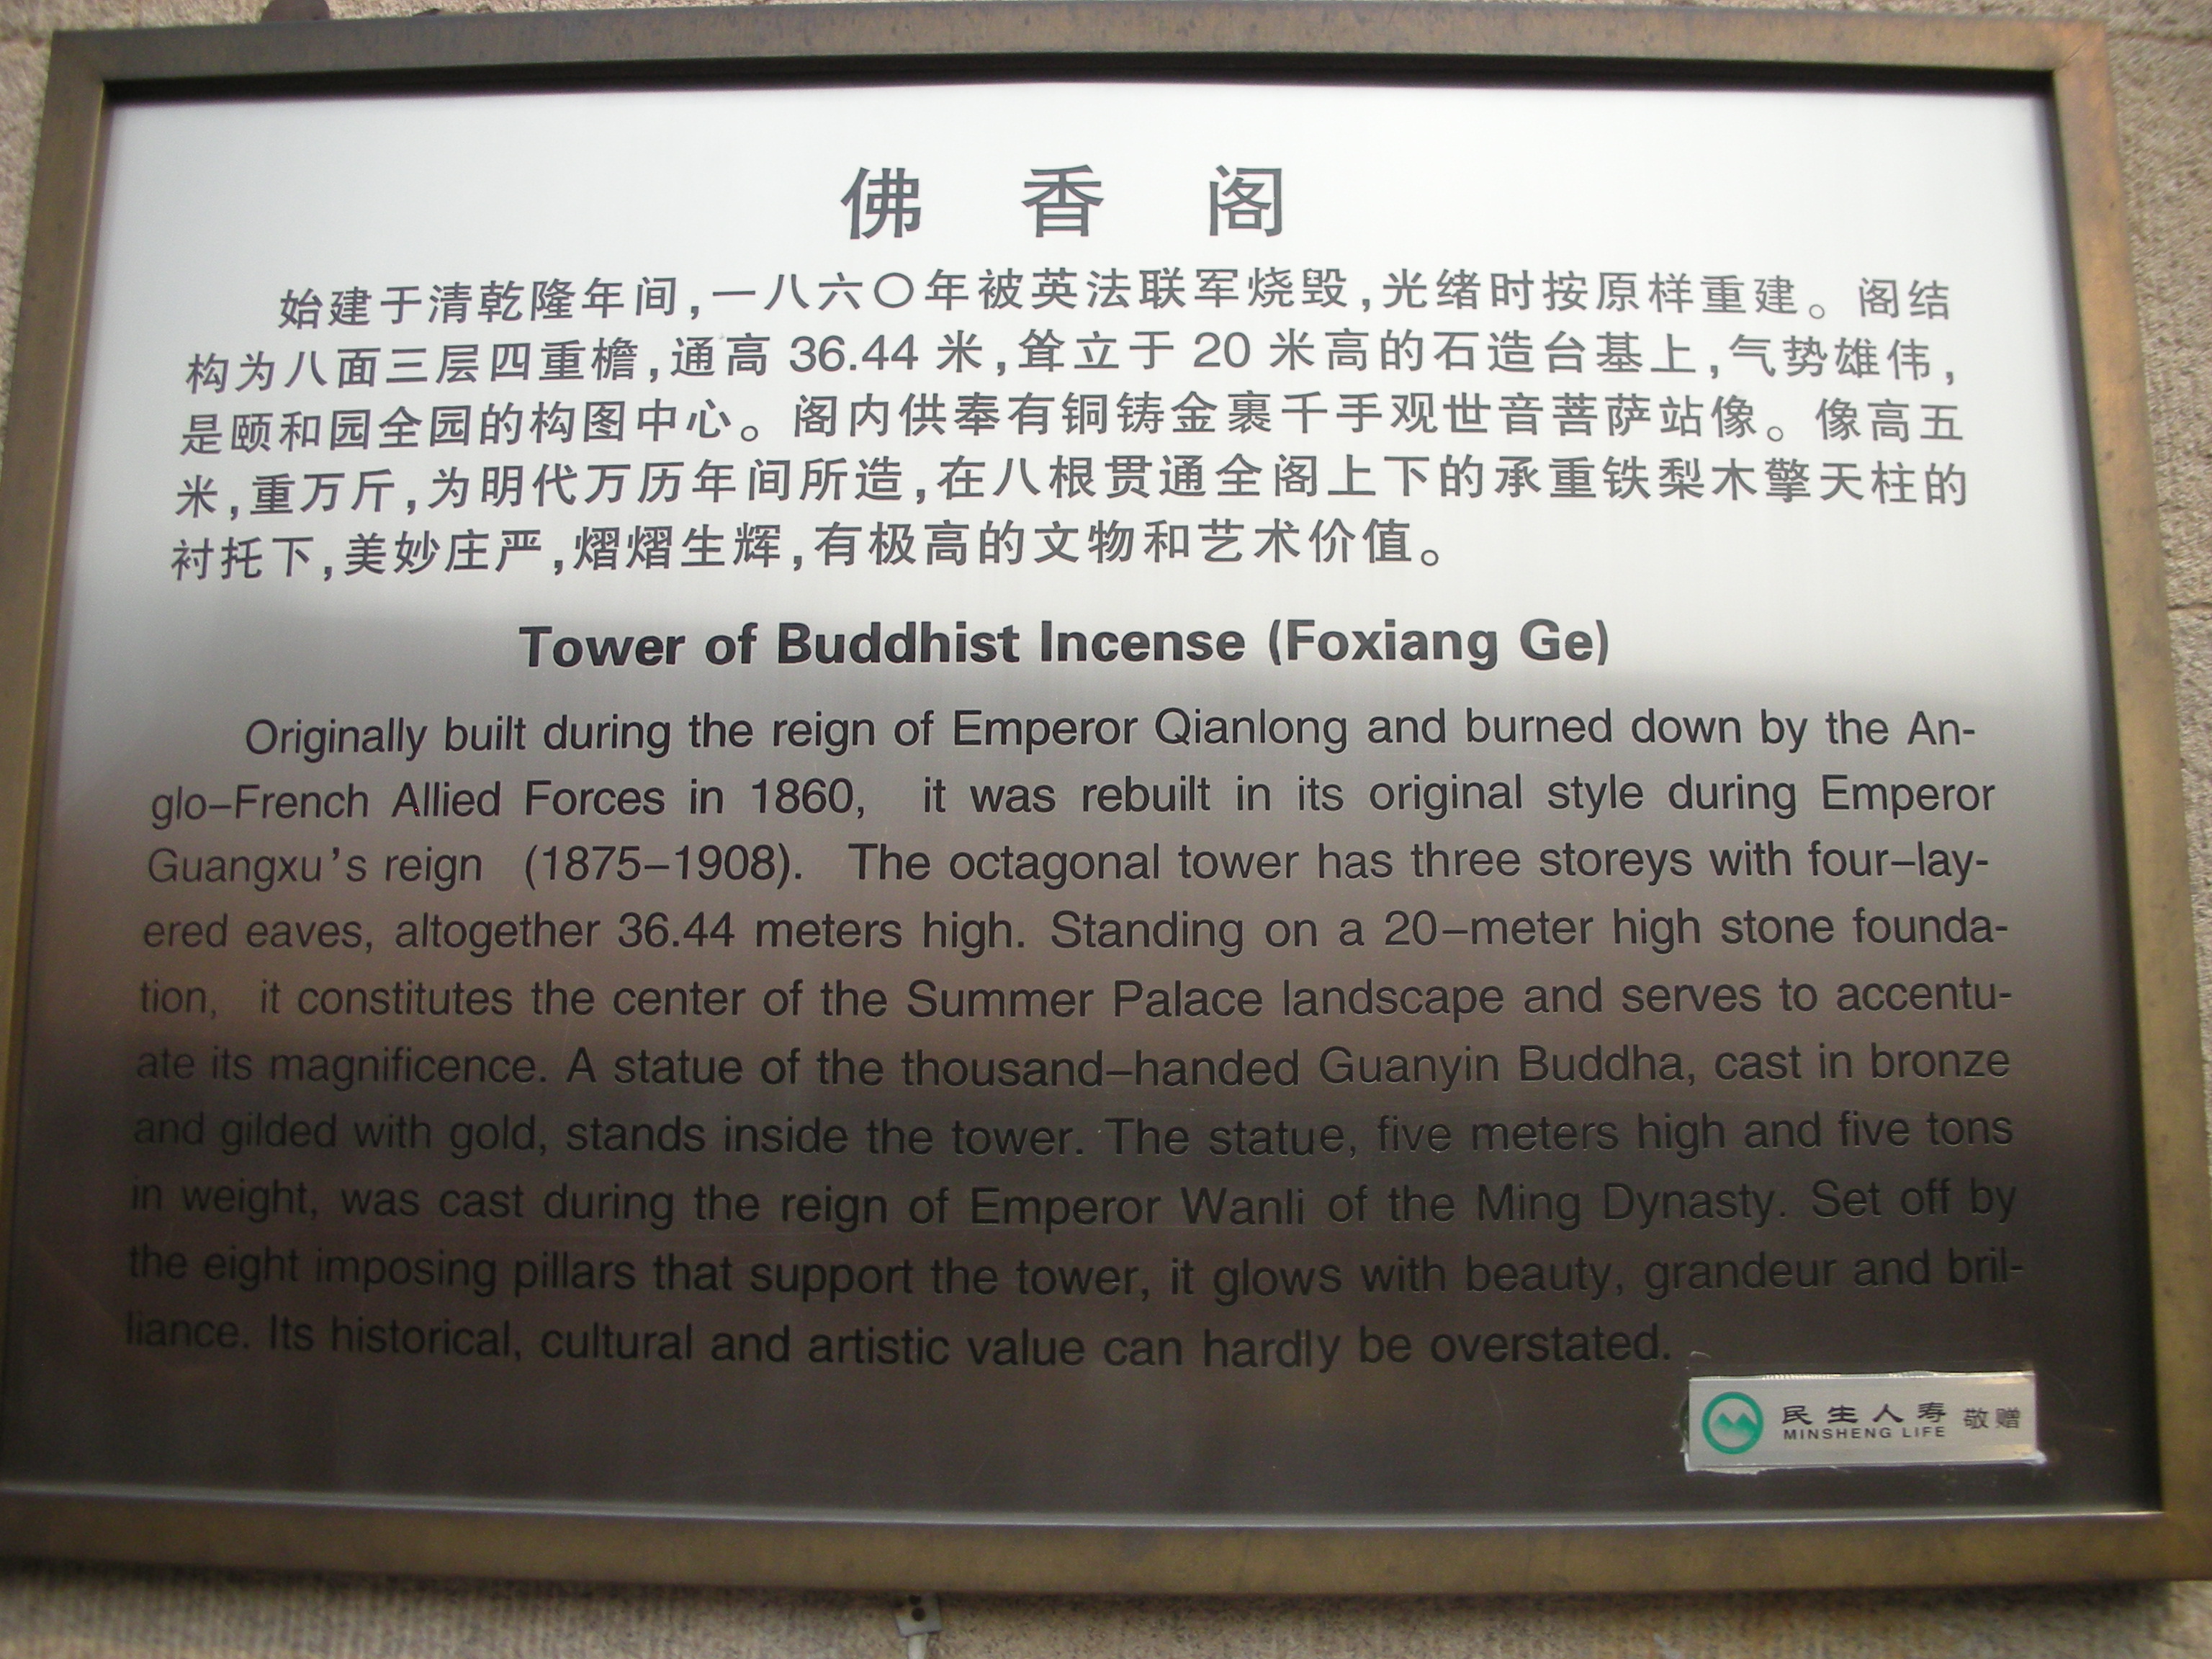 佛香阁
始建于清乾隆年间，一八六〇年被英法联军烧毁，光绪时按原样重建。阁结
构为八面三层四重檐，通高 36.44 米，耸立于 20 米高的石造台基上，气势雄伟，
是颐和园全园的构图中心。阁内供奉有铜铸金裹千手观世音菩萨站像。像高五
米，重万斤，为明代万历年间所造，在八根贯通全阁上下的承重铁梨木擎天柱的
衬托下，美妙庄严，熠熠生辉，有极高的文物和艺术价值。
Tower of Buddhist Incense (Foxiang Ge)
Originally built during the reign of Emperor Qianlong and burned down by the An-
glo–French Allied Forces in 1860, it was rebuilt in its original style during Emperor
Guangxu's reign (1875–1908). The octagonal tower has three storeys with four–lay-
ered eaves, altogether 36.44 meters high. Standing on a 20–meter high stone founda-
tion, it constitutes the center of the Summer Palace landscape and serves to accentu-
ate its magnificence. A statue of the thousand–handed Guanyin Buddha, cast in bronze
and gilded with gold, stands inside the tower. The statue, five meters high and five tons
in weight, was cast during the reign of Emperor Wanli of the Ming Dynasty. Set off by
the eight imposing pillars that support the tower, it glows with beauty, grandeur and bril-
liance. Its historical, cultural and artistic value can hardly be overstated.
民生人寿 敬赠
MINSHENG LIFE